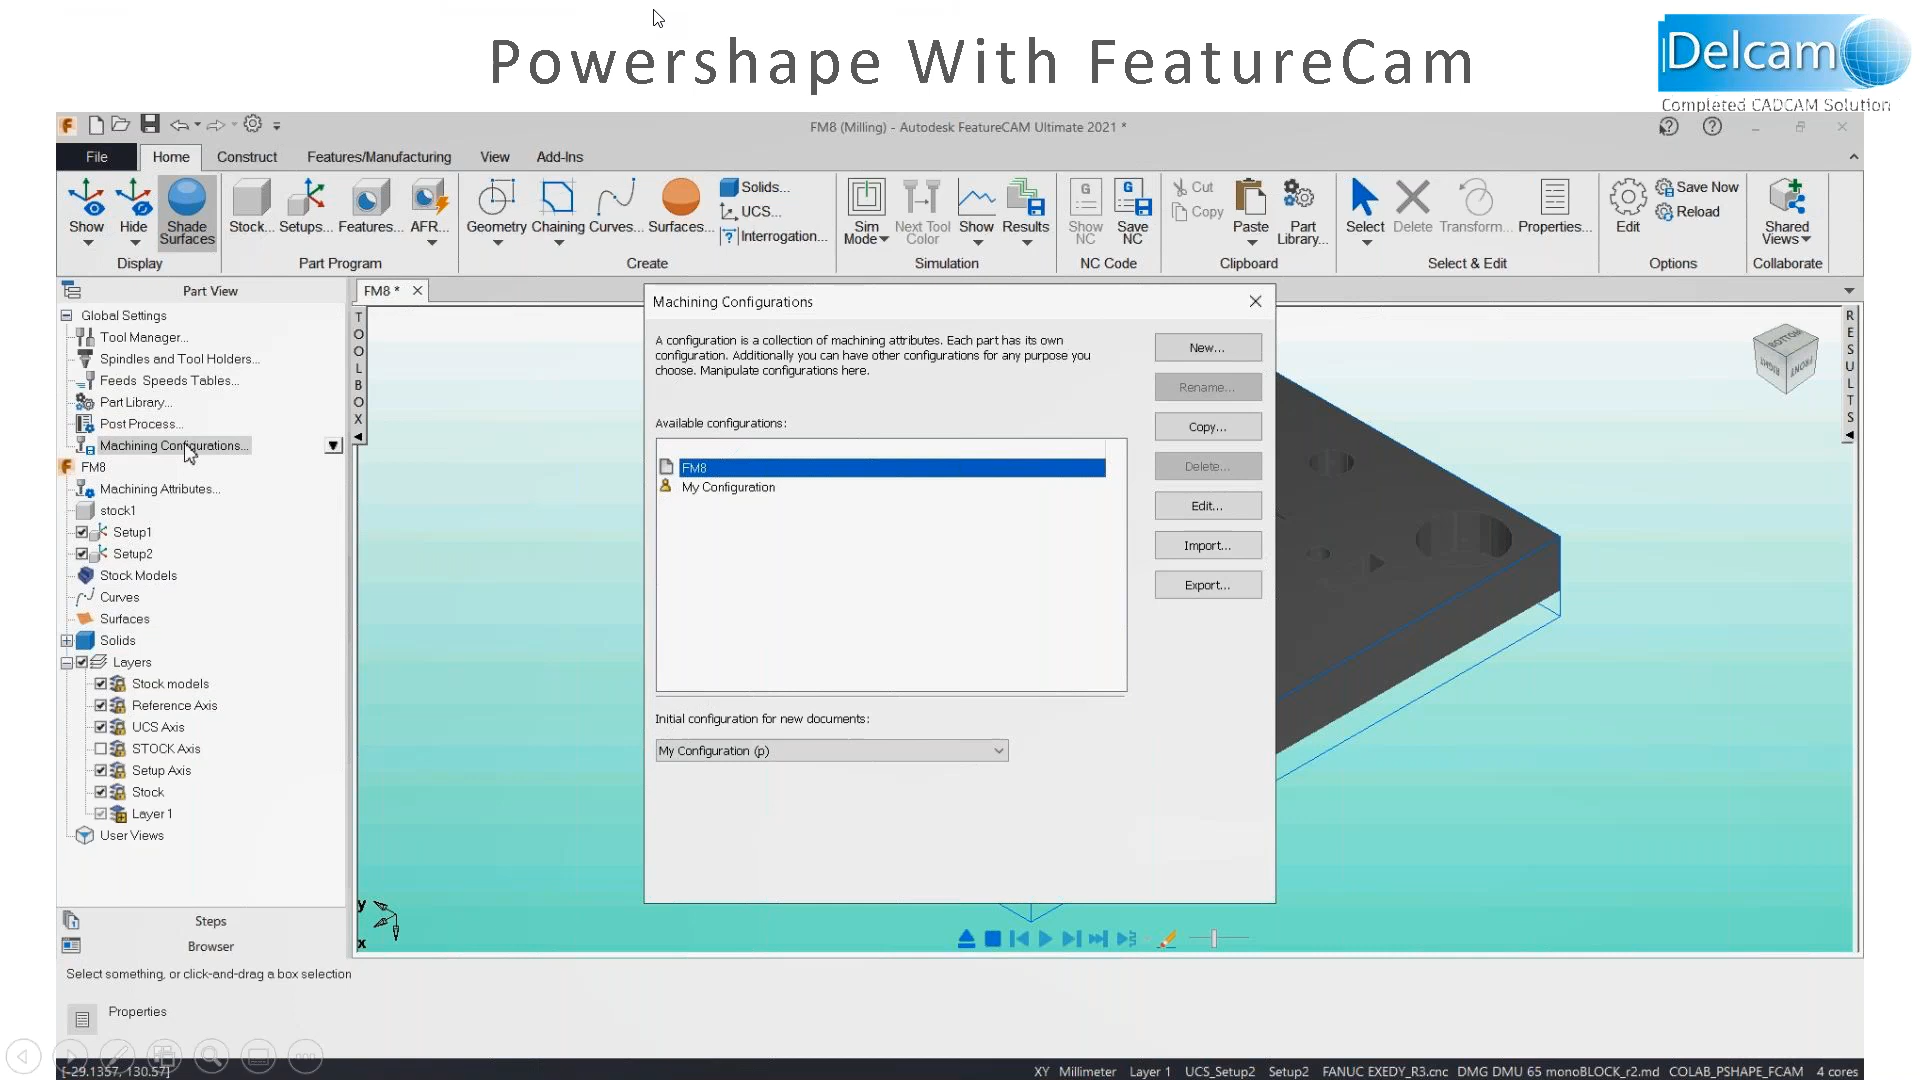 Powershape With FeatureCam
Delcam
Completed CADCAM Solution
FM8 (Milling) - Autodesk FeatureCAM Ultimate 2021 *
File Home Construct Features/Manufacturing View Add-Ins
Show Hide Shade Surfaces
Display
Stock... Setups... Features... AFR...
Part Program
Geometry Chaining Curves... Surfaces...
Solids...
UCS...
Interrogation...
Create
Sim Mode Next Tool Color Show Results
Simulation
Show NC Save NC
NC Code
Cut
Copy
Paste Part Library...
Clipboard
Select Delete Transform... Properties...
Select & Edit
Edit
Save Now
Reload
Options
Shared Views
Collaborate
Part View
Global Settings
Tool Manager...
Spindles and Tool Holders...
Feeds Speeds Tables...
Part Library...
Post Process...
Machining Configurations...
FM8
Machining Attributes...
stock1
Setup1
Setup2
Stock Models
Curves
Surfaces
Solids
Layers
Stock models
Reference Axis
UCS Axis
STOCK Axis
Setup Axis
Stock
Layer 1
User Views
Steps
Browser
FM8 *
TOOLBOX
Machining Configurations
A configuration is a collection of machining attributes. Each part has its own
configuration. Additionally you can have other configurations for any purpose you
choose. Manipulate configurations here.
Available configurations:
FM8
My Configuration
New...
Rename...
Copy...
Delete...
Edit...
Import...
Export...
Initial configuration for new documents:
My Configuration (p)
BOTTOM
RIGHT
FRONT
RESULTS
y
x
Select something, or click-and-drag a box selection
Properties
[-29.1357, 130.57]
XY Millimeter Layer 1 UCS_Setup2 Setup2 FANUC EXEDY_R3.cnc DMG DMU 65 monoBLOCK_r2.md COLAB_PSHAPE_FCAM 4 cores